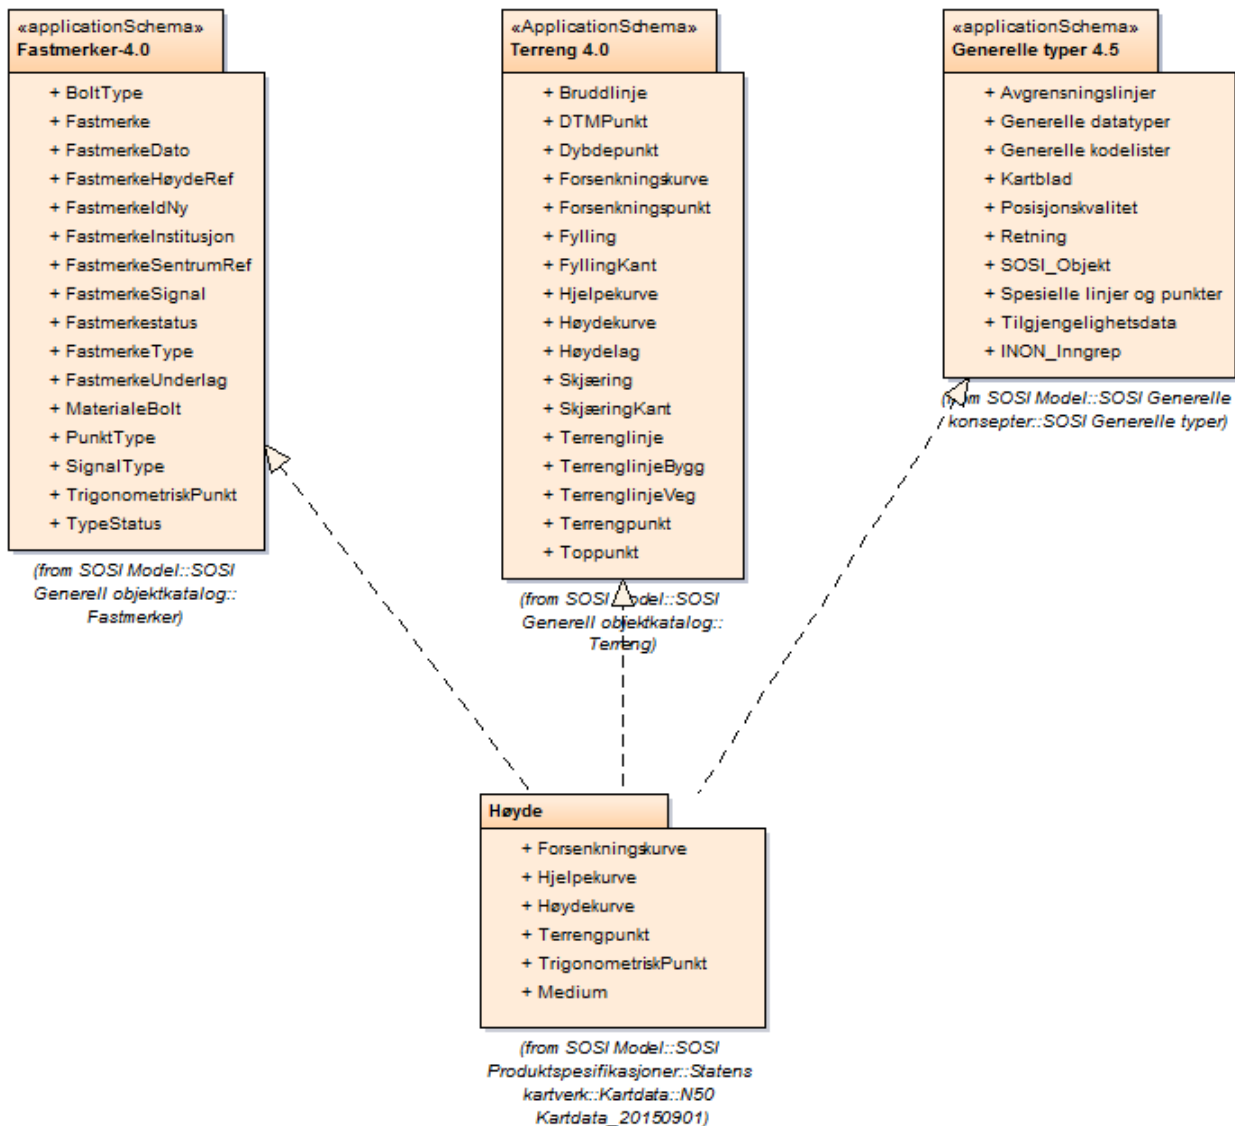 «applicationSchema»
Fastmerker-4.0
+ BoltType
+ Fastmerke
+ FastmerkeDato
+ FastmerkeHøydeRef
+ FastmerkeIdNy
+ FastmerkeInstitusjon
+ FastmerkeSentrumRef
+ FastmerkeSignal
+ Fastmerkestatus
+ FastmerkeType
+ FastmerkeUnderlag
+ MaterialeBolt
+ PunktType
+ SignalType
+ TrigonometriskPunkt
+ TypeStatus
(from SOSI Model::SOSI
Generell objektkatalog::
Fastmerker)
«ApplicationSchema»
Terreng 4.0
+ Bruddlinje
+ DTMPunkt
+ Dybdepunkt
+ Forsenkningskurve
+ Forsenkningspunkt
+ Fylling
+ FyllingKant
+ Hjelpekurve
+ Høydekurve
+ Høydelag
+ Skjæring
+ SkjæringKant
+ Terrenglinje
+ TerrenglinjeBygg
+ TerrenglinjeVeg
+ Terrengpunkt
+ Toppunkt
(from SOSI Model::SOSI
Generell objektkatalog::
Terreng)
«applicationSchema»
Generelle typer 4.5
+ Avgrensningslinjer
+ Generelle datatyper
+ Generelle kodelister
+ Kartblad
+ Posisjonskvalitet
+ Retning
+ SOSI_Objekt
+ Spesielle linjer og punkter
+ Tilgjengelighetsdata
+ INON_Inngrep
(from SOSI Model::SOSI Generelle
konsepter::SOSI Generelle typer)
Høyde
+ Forsenkningskurve
+ Hjelpekurve
+ Høydekurve
+ Terrengpunkt
+ TrigonometriskPunkt
+ Medium
(from SOSI Model::SOSI
Produktspesifikasjoner::Statens
kartverk::Kartdata::N50
Kartdata_20150901)